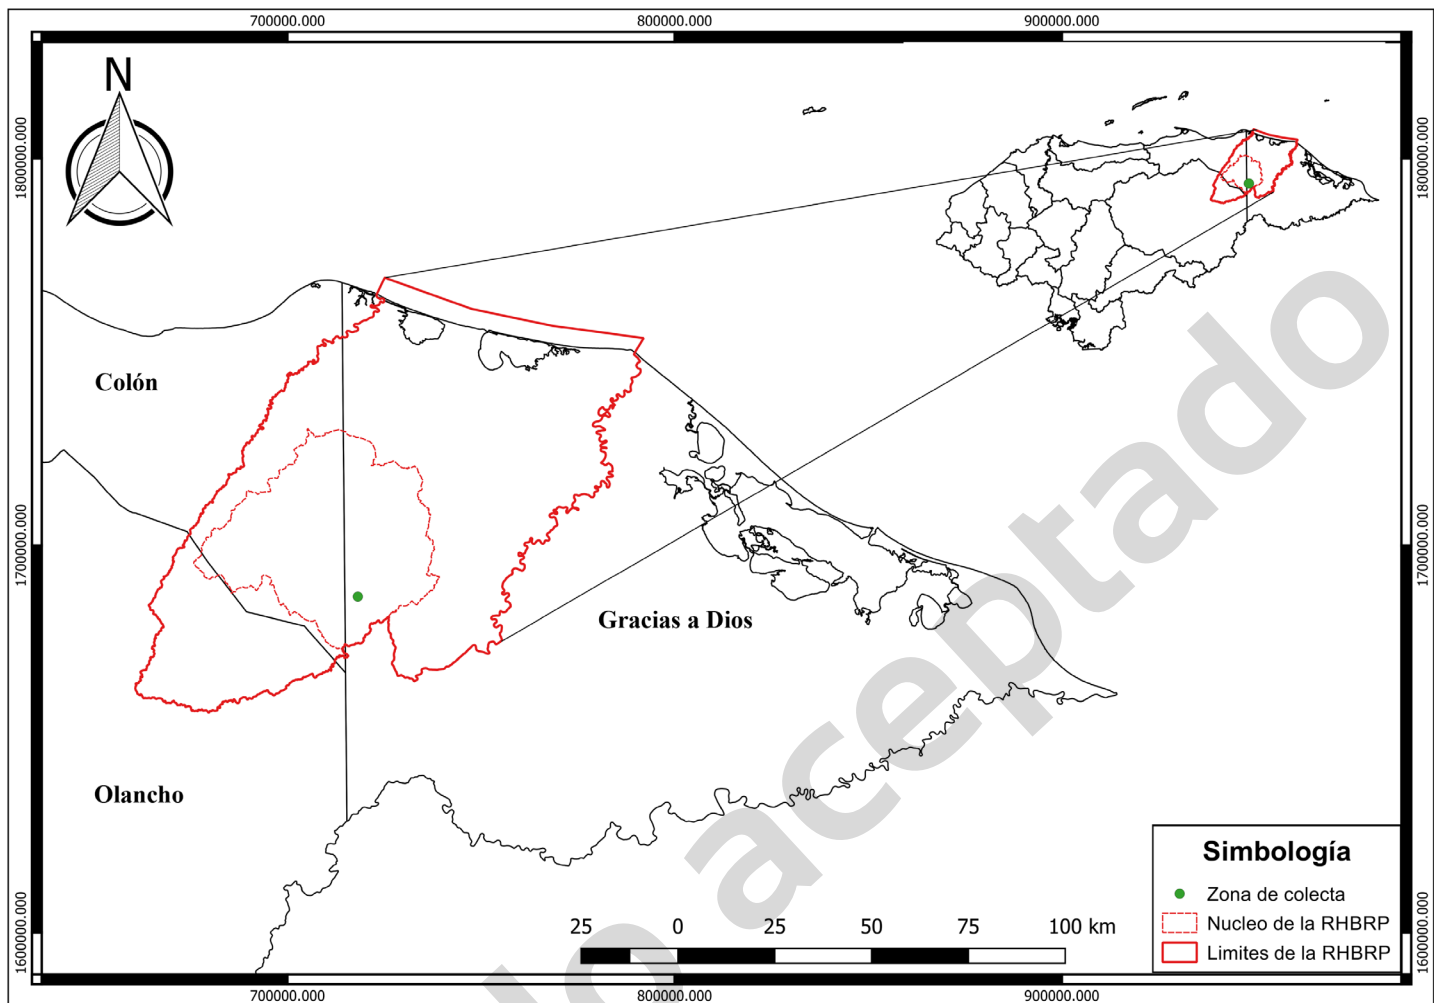 700000.000 800000.000 900000.000
N
1800000.000 1800000.000
Colón
1700000.000 1700000.000
Gracias a Dios
Olancho
Simbología
Zona de colecta
Nucleo de la RHBRP
Limites de la RHBRP
25 0 25 50 75 100 km
1600000.000 1600000.000
700000.000 800000.000 900000.000
o aceptado